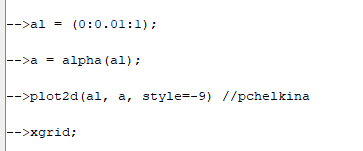 -->al = (0:0.01:1);
-->a = alpha(al);
-->plot2d(al, a, style=-9) //pchelkina
-->xgrid;